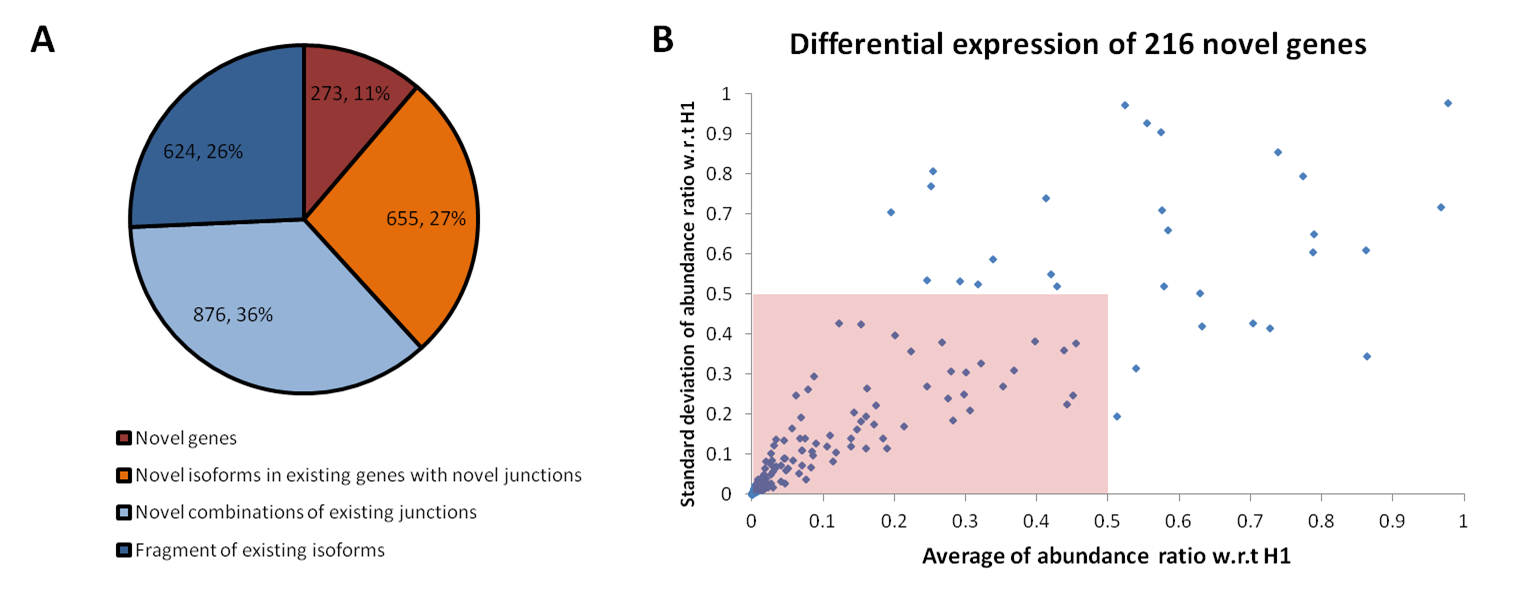 A
273, 11%
624, 26%
655, 27%
876, 36%
Novel genes
Novel isoforms in existing genes with novel junctions
Novel combinations of existing junctions
Fragment of existing isoforms
B
Differential expression of 216 novel genes
Standard deviation of abundance ratio w.r.t H1
1
0.9
0.8
0.7
0.6
0.5
0.4
0.3
0.2
0.1
0
0 0.1 0.2 0.3 0.4 0.5 0.6 0.7 0.8 0.9 1
Average of abundance ratio w.r.t H1